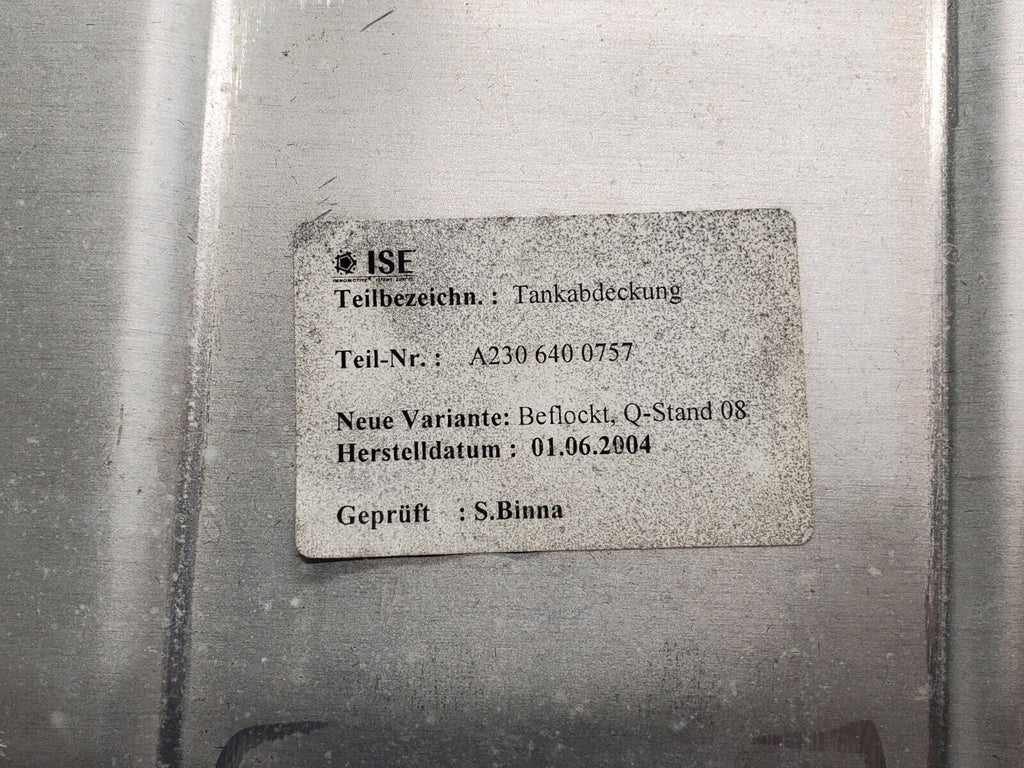 ISE
Teilbezeichn. : Tankabdeckung
Teil-Nr. : A230 640 0757
Neue Variante: Beflockt, Q-Stand 08
Herstelldatum : 01.06.2004
Geprüft : S.Binna